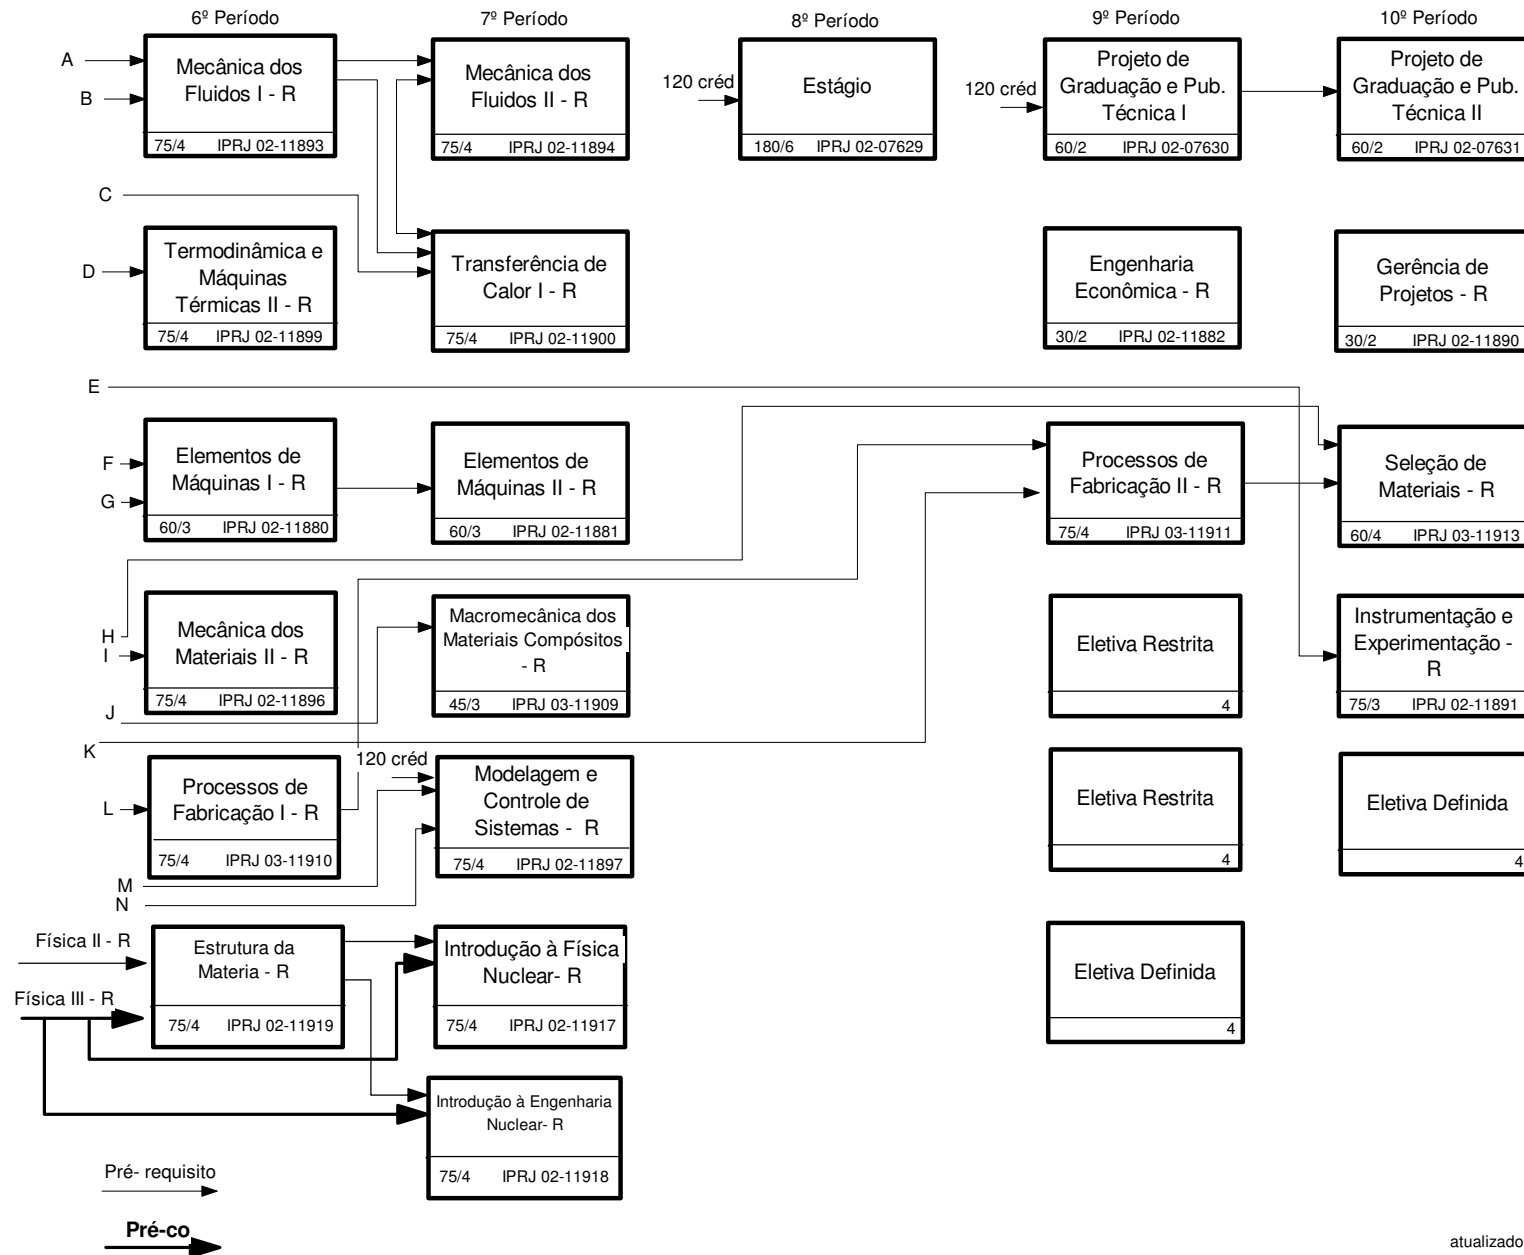 6º Período
7º Período
8º Período
9º Período
10º Período
A
B
Mecânica dos
Fluidos I - R
75/4 IPRJ 02-11893
Mecânica dos
Fluidos II - R
75/4 IPRJ 02-11894
120 créd
Estágio
180/6 IPRJ 02-07629
120 créd
Projeto de
Graduação e Pub.
Técnica I
60/2 IPRJ 02-07630
Projeto de
Graduação e Pub.
Técnica II
60/2 IPRJ 02-07631
C
D
Termodinâmica e
Máquinas
Térmicas II - R
75/4 IPRJ 02-11899
Transferência de
Calor I - R
75/4 IPRJ 02-11900
Engenharia
Econômica - R
30/2 IPRJ 02-11882
Gerência de
Projetos - R
30/2 IPRJ 02-11890
E
F
G
Elementos de
Máquinas I - R
60/3 IPRJ 02-11880
Elementos de
Máquinas II - R
60/3 IPRJ 02-11881
Processos de
Fabricação II - R
75/4 IPRJ 03-11911
Seleção de
Materiais - R
60/4 IPRJ 03-11913
H
I
Mecânica dos
Materiais II - R
75/4 IPRJ 02-11896
Macromecânica dos
Materiais Compósitos
- R
45/3 IPRJ 03-11909
Eletiva Restrita
4
Instrumentação e
Experimentação -
R
75/3 IPRJ 02-11891
J
K
L
Processos de
Fabricação I - R
75/4 IPRJ 03-11910
120 créd
Modelagem e
Controle de
Sistemas - R
75/4 IPRJ 02-11897
Eletiva Restrita
4
Eletiva Definida
4
M
N
Física II - R
Física III - R
Estrutura da
Materia - R
75/4 IPRJ 02-11919
Introdução à Física
Nuclear- R
75/4 IPRJ 02-11917
Eletiva Definida
4
Introdução à Engenharia
Nuclear- R
75/4 IPRJ 02-11918
Pré- requisito
Pré-co
atualizado